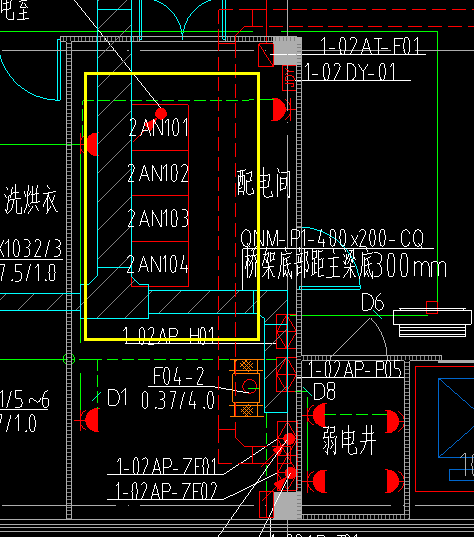 电室
1-02AT-F01
1-02DY-01
2AN101
2AN102
配电间
洗烘衣
2AN103
QNM-P1-400x200-CQ
X1032/3
桥架底部距主梁底300mm
7.5/1.0
2AN104
D6
1-02AP-H01
F04-2
1-02AP-P05
D1
0.37/4.0
D8
1/5~6
7/1.0
弱电井
1-02AP-ZF01
1-02AP-ZF02